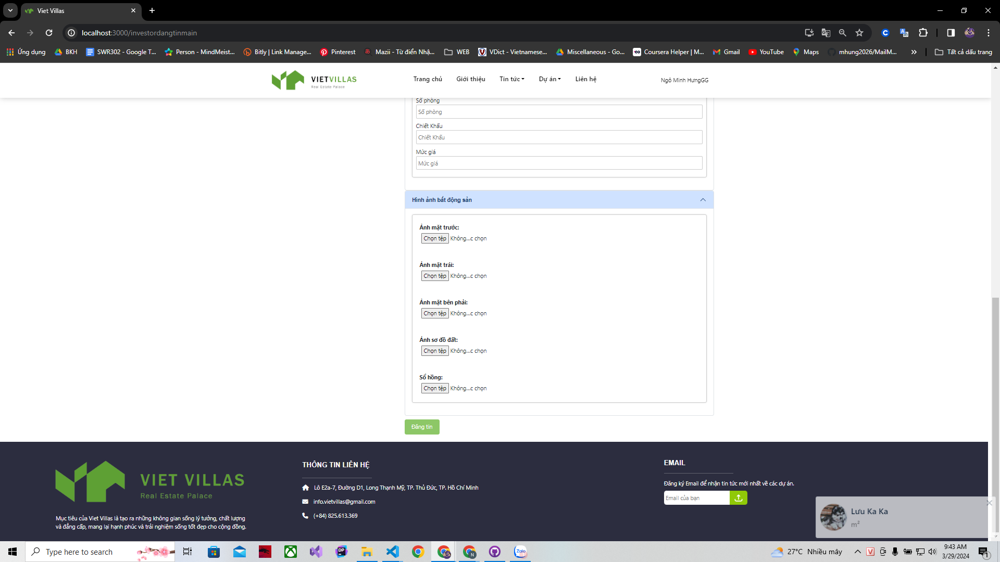 Viet Villas
localhost:3000/investordangtinmain
Ứng dụng
BKH
SWR302 - Google T...
Person - MindMeist...
Bitly | Link Manage...
Pinterest
Mazii - Từ điển Nhậ...
WEB
VDict - Vietnamese...
Miscellaneous - Go...
Coursera Helper | M...
Gmail
YouTube
Maps
mhung2026/MailM...
Tất cả dấu trang
VIETVILLAS
Real Estate Palace
Trang chủ
Giới thiệu
Tin tức
Dự án
Liên hệ
Ngô Minh HưngGG
Số phòng
Số phòng
Chiết Khấu
Chiết Khấu
Mức giá
Mức giá
Hình ảnh bất động sản
Ảnh mặt trước:
Chọn tệp Không...c chọn
Ảnh mặt trái:
Chọn tệp Không...c chọn
Ảnh mặt bên phải:
Chọn tệp Không...c chọn
Ảnh sơ đồ đất:
Chọn tệp Không...c chọn
Sổ hồng:
Chọn tệp Không...c chọn
Đăng tin
VIET VILLAS
Real Estate Palace
Mục tiêu của Viet Villas là tạo ra những không gian sống lý tưởng, chất lượng
và đẳng cấp, mang lại hạnh phúc và trải nghiệm sống tốt đẹp cho cộng đồng.
THÔNG TIN LIÊN HỆ
Lô E2a-7, Đường D1, Long Thạnh Mỹ, TP. Thủ Đức, TP. Hồ Chí Minh
info.vietvillas@gmail.com
(+84) 825.613.369
EMAIL
Đăng ký Email để nhận tin tức mới nhất về các dự án.
Email của bạn
Lưu Ka Ka
m²
Type here to search
DP
N
Zalo
27°C Nhiều mây
V
9:43 AM
3/29/2024
1